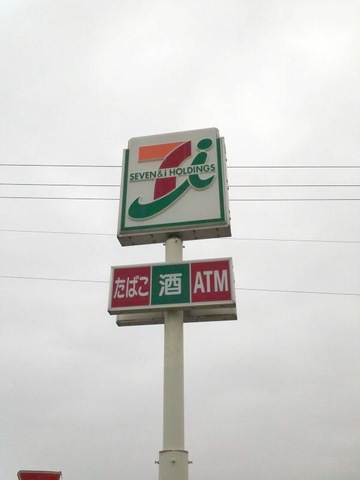 SEVEN&i HOLDINGS
たばこ 酒 ATM